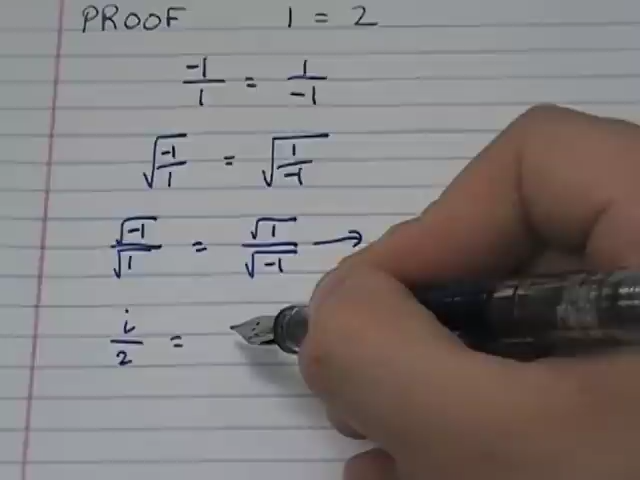 PROOF 1 = 2
-1/1 = 1/-1
√(-1/1) = √(1/-1)
√-1/√1 = √1/√-1 →
i/2 =